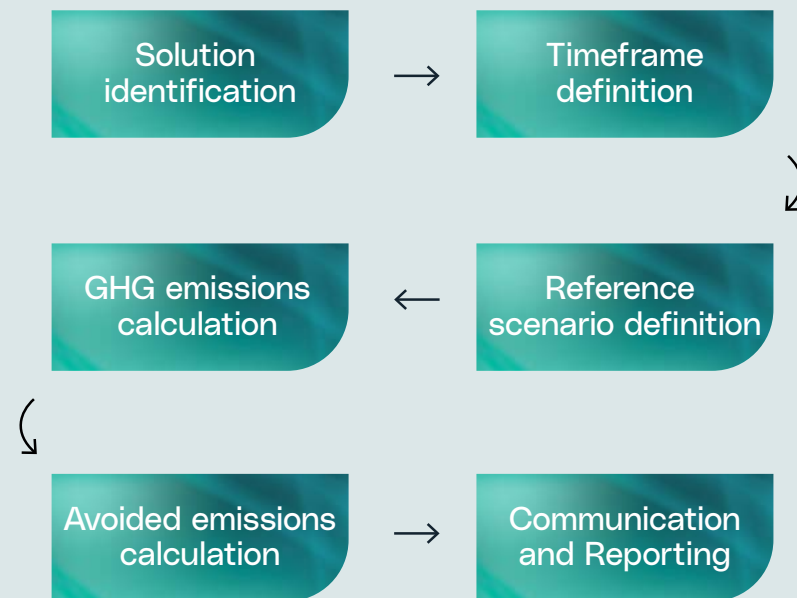 Solution
identification
Timeframe
definition
Reference
scenario definition
GHG emissions
calculation
Avoided emissions
calculation
Communication
and Reporting